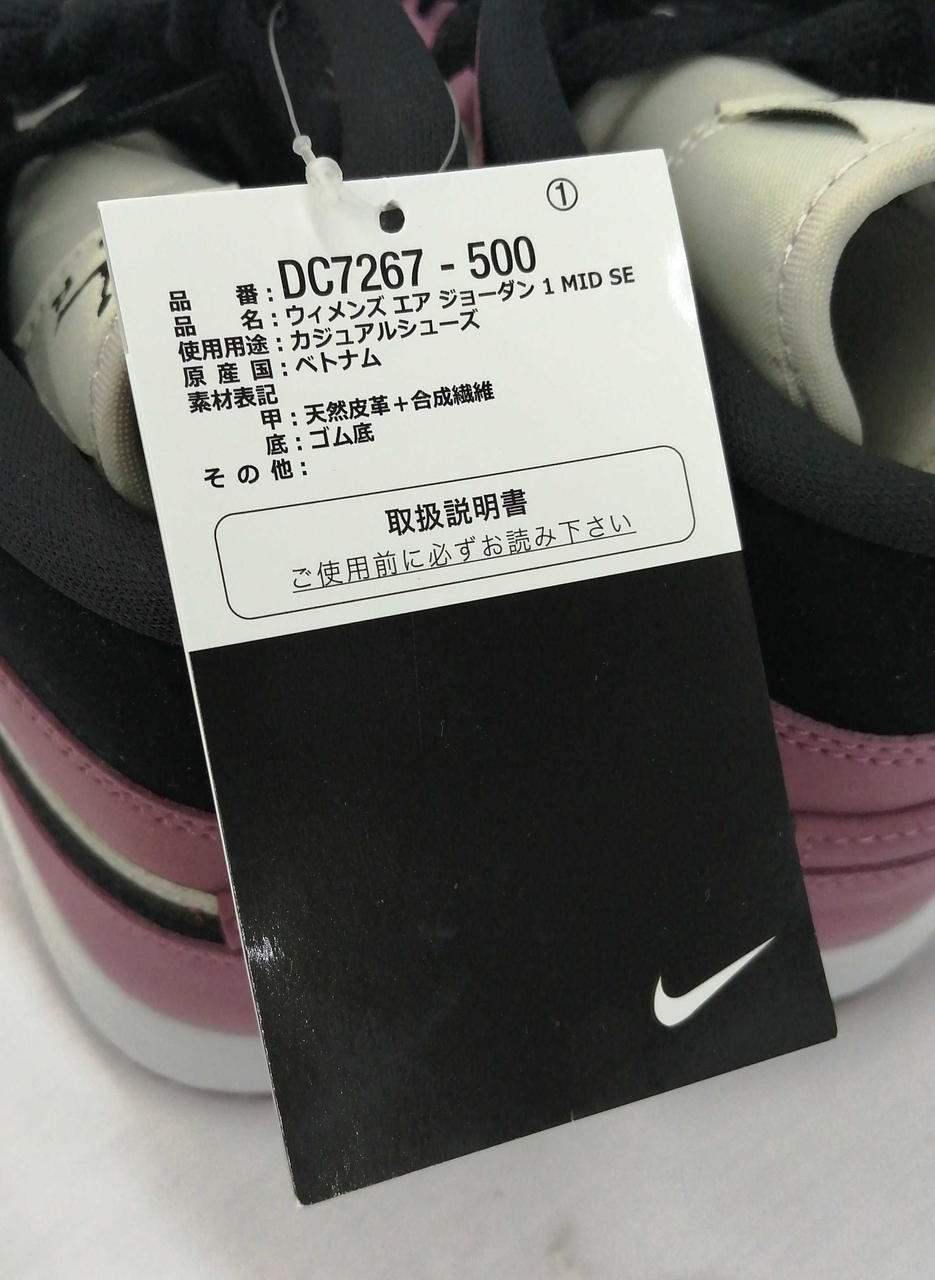 ①
品番：DC7267 - 500
品名：ウィメンズ エア ジョーダン 1 MID SE
使用用途：カジュアルシューズ
原産国：ベトナム
素材表記
甲：天然皮革＋合成繊維
底：ゴム底
その他：
取扱説明書
ご使用前に必ずお読み下さい